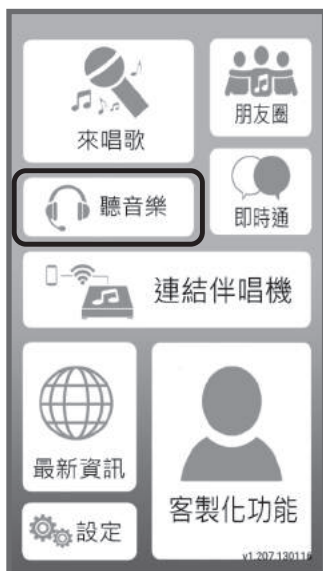 來唱歌
朋友圈
聽音樂
即時通
連結伴唱機
最新資訊
客製化功能
設定
v1.207.130116